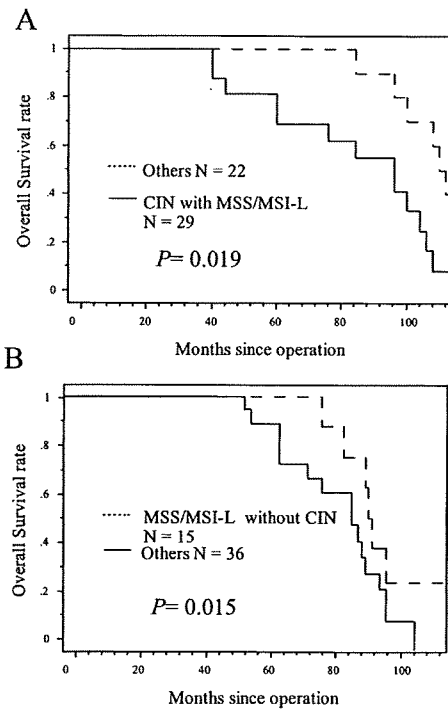 A
Overall Survival rate
1
.8
.6
.4
.2
0
Others N = 22
CIN with MSS/MSI-L
N = 29
P= 0.019
0 20 40 60 80 100
Months since operation
B
Overall Survival rate
1
.8
.6
.4
.2
0
MSS/MSI-L without CIN
N = 15
Others N = 36
P = 0.015
0 20 40 60 80 100
Months since operation